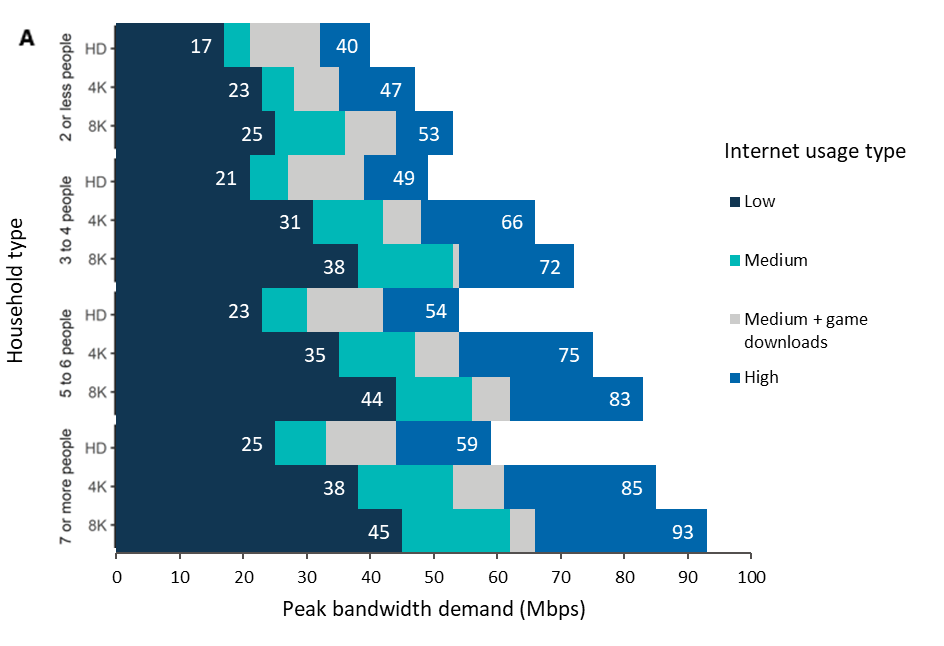 A
Household type
2 or less people
HD
17
40
4K
23
47
8K
25
53
3 to 4 people
HD
21
49
4K
31
66
8K
38
72
5 to 6 people
HD
23
54
4K
35
75
8K
44
83
7 or more people
HD
25
59
4K
38
85
8K
45
93
0 10 20 30 40 50 60 70 80 90 100
Peak bandwidth demand (Mbps)
Internet usage type
Low
Medium
Medium + game
downloads
High